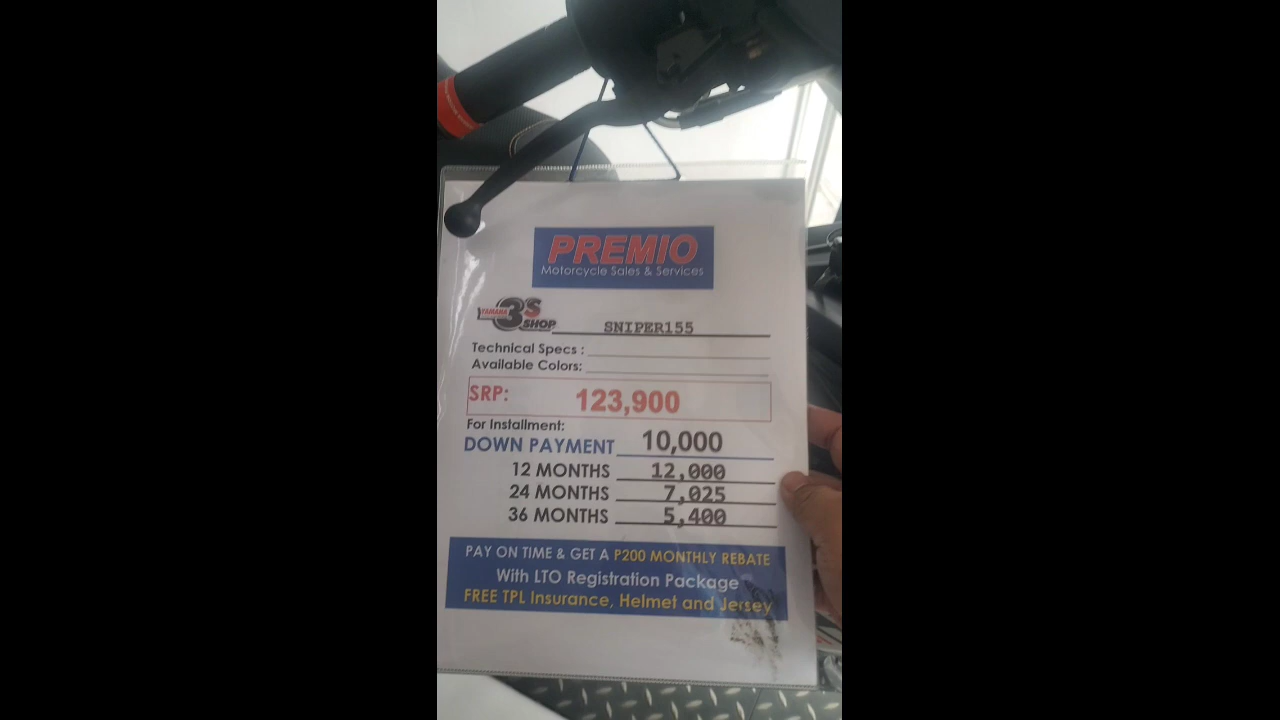 PREMIO
Motorcycle Sales & Services
YAMAHA 3S SHOP SNIPER155
Technical Specs :
Available Colors:
SRP: 123,900
For Installment:
DOWN PAYMENT 10,000
12 MONTHS 12,000
24 MONTHS 7,025
36 MONTHS 5,400
PAY ON TIME & GET A P200 MONTHLY REBATE
With LTO Registration Package
FREE TPL Insurance, Helmet and Jersey